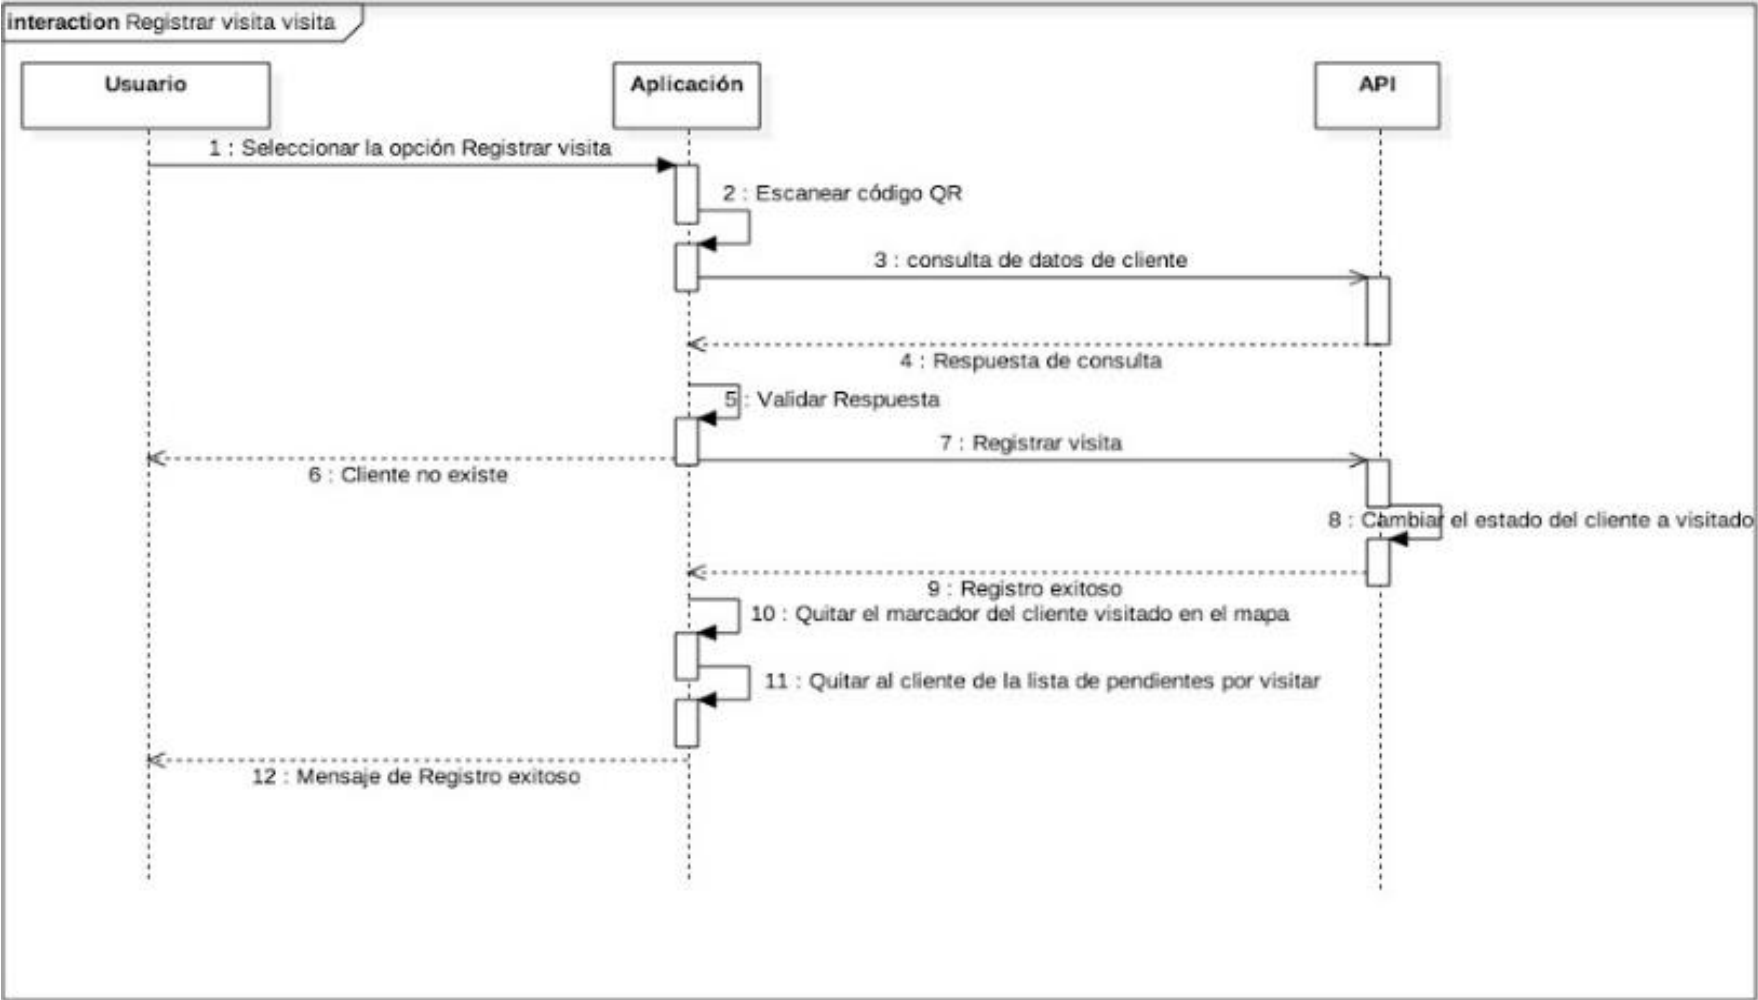 interaction Registrar visita visita
Usuario
Aplicación
API
1 : Seleccionar la opción Registrar visita
2 : Escanear código QR
3 : consulta de datos de cliente
4 : Respuesta de consulta
5 : Validar Respuesta
7 : Registrar visita
6 : Cliente no existe
8 : Cambiar el estado del cliente a visitado
9 : Registro exitoso
10 : Quitar el marcador del cliente visitado en el mapa
11 : Quitar al cliente de la lista de pendientes por visitar
12 : Mensaje de Registro exitoso